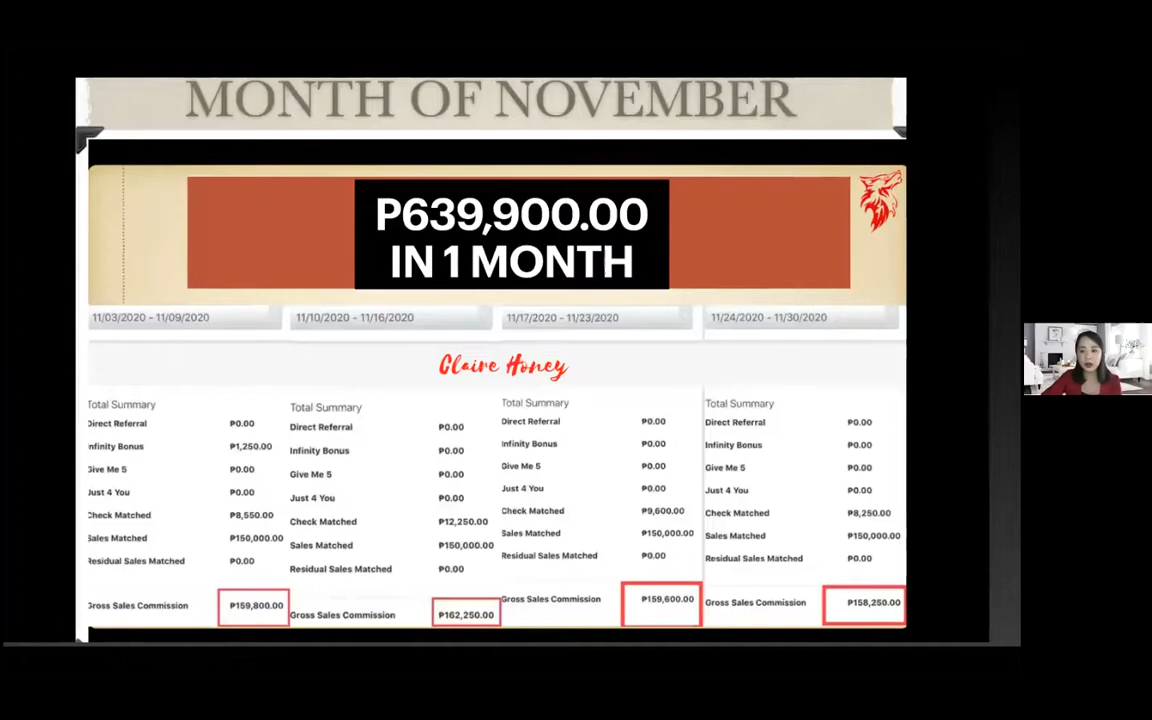 MONTH OF NOVEMBER
P639,900.00
IN 1 MONTH
11/03/2020 - 11/09/2020
11/10/2020 - 11/16/2020
11/17/2020 - 11/23/2020
11/24/2020 - 11/30/2020
Claire Honey
Total Summary
Direct Referral ₱0.00
Infinity Bonus ₱1,250.00
Give Me 5 ₱0.00
Just 4 You ₱0.00
Check Matched ₱8,550.00
Sales Matched ₱150,000.00
Residual Sales Matched ₱0.00
Gross Sales Commission ₱159,800.00
Total Summary
Direct Referral ₱0.00
Infinity Bonus ₱0.00
Give Me 5 ₱0.00
Just 4 You ₱0.00
Check Matched ₱12,250.00
Sales Matched ₱150,000.00
Residual Sales Matched ₱0.00
Gross Sales Commission ₱162,250.00
Total Summary
Direct Referral ₱0.00
Infinity Bonus ₱0.00
Give Me 5 ₱0.00
Just 4 You ₱0.00
Check Matched ₱9,600.00
Sales Matched ₱150,000.00
Residual Sales Matched ₱0.00
Gross Sales Commission ₱159,600.00
Total Summary
Direct Referral ₱0.00
Infinity Bonus ₱0.00
Give Me 5 ₱0.00
Just 4 You ₱0.00
Check Matched ₱8,250.00
Sales Matched ₱150,000.00
Residual Sales Matched ₱0.00
Gross Sales Commission ₱158,250.00